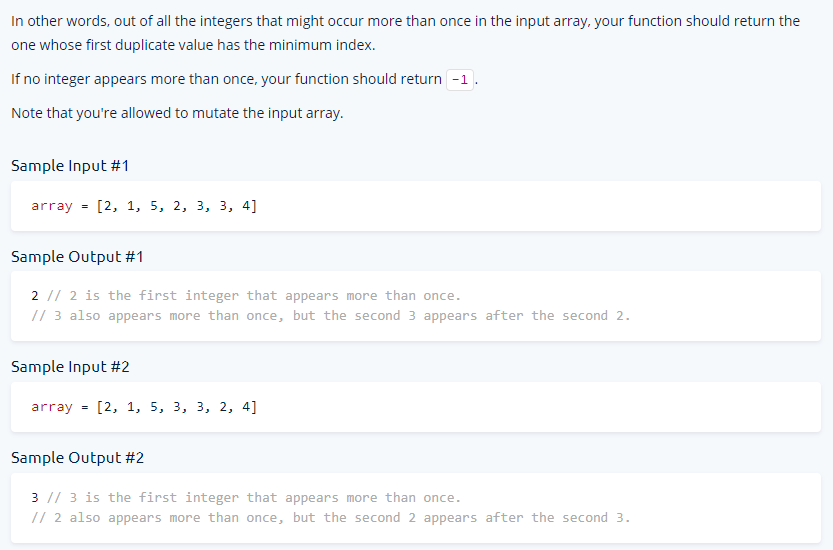 In other words, out of all the integers that might occur more than once in the input array, your function should return the
one whose first duplicate value has the minimum index.
If no integer appears more than once, your function should return -1 .
Note that you're allowed to mutate the input array.
Sample Input #1
array = [2, 1, 5, 2, 3, 3, 4]
Sample Output #1
2 // 2 is the first integer that appears more than once.
// 3 also appears more than once, but the second 3 appears after the second 2.
Sample Input #2
array = [2, 1, 5, 3, 3, 2, 4]
Sample Output #2
3 // 3 is the first integer that appears more than once.
// 2 also appears more than once, but the second 2 appears after the second 3.